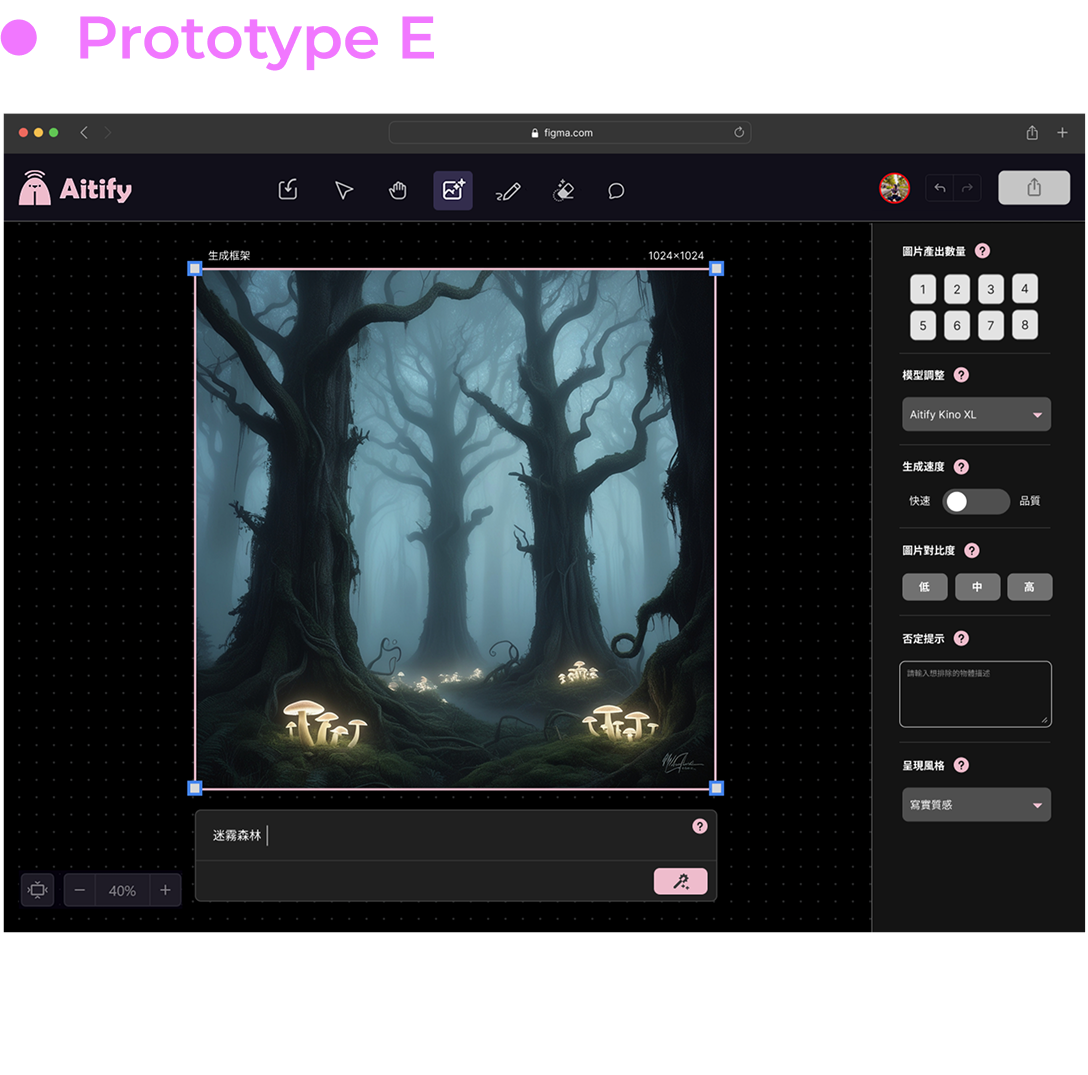 Prototype E
figma.com
Aitify
生成框架 1024×1024
迷霧森林
40%
圖片產出數量 ?
1 2 3 4
5 6 7 8
模型調整 ?
Aitify Kino XL
生成速度 ?
快速 品質
圖片對比度 ?
低 中 高
否定提示 ?
請輸入想排除的物體描述
呈現風格 ?
寫實質感
?